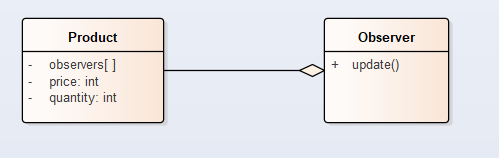 Product
- observers[ ]
- price: int
- quantity: int
Observer
+ update()